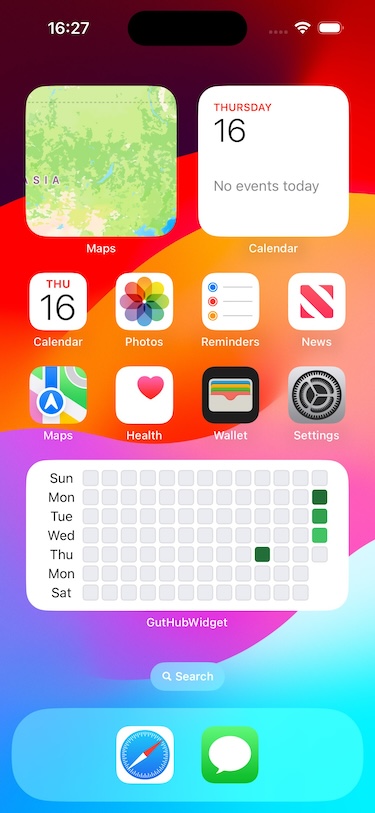 16:27
ASIA
Maps
THURSDAY
16
No events today
Calendar
THU
16
Calendar
Photos
Reminders
News
Maps
Health
Wallet
Settings
Sun
Mon
Tue
Wed
Thu
Mon
Sat
GutHubWidget
Search